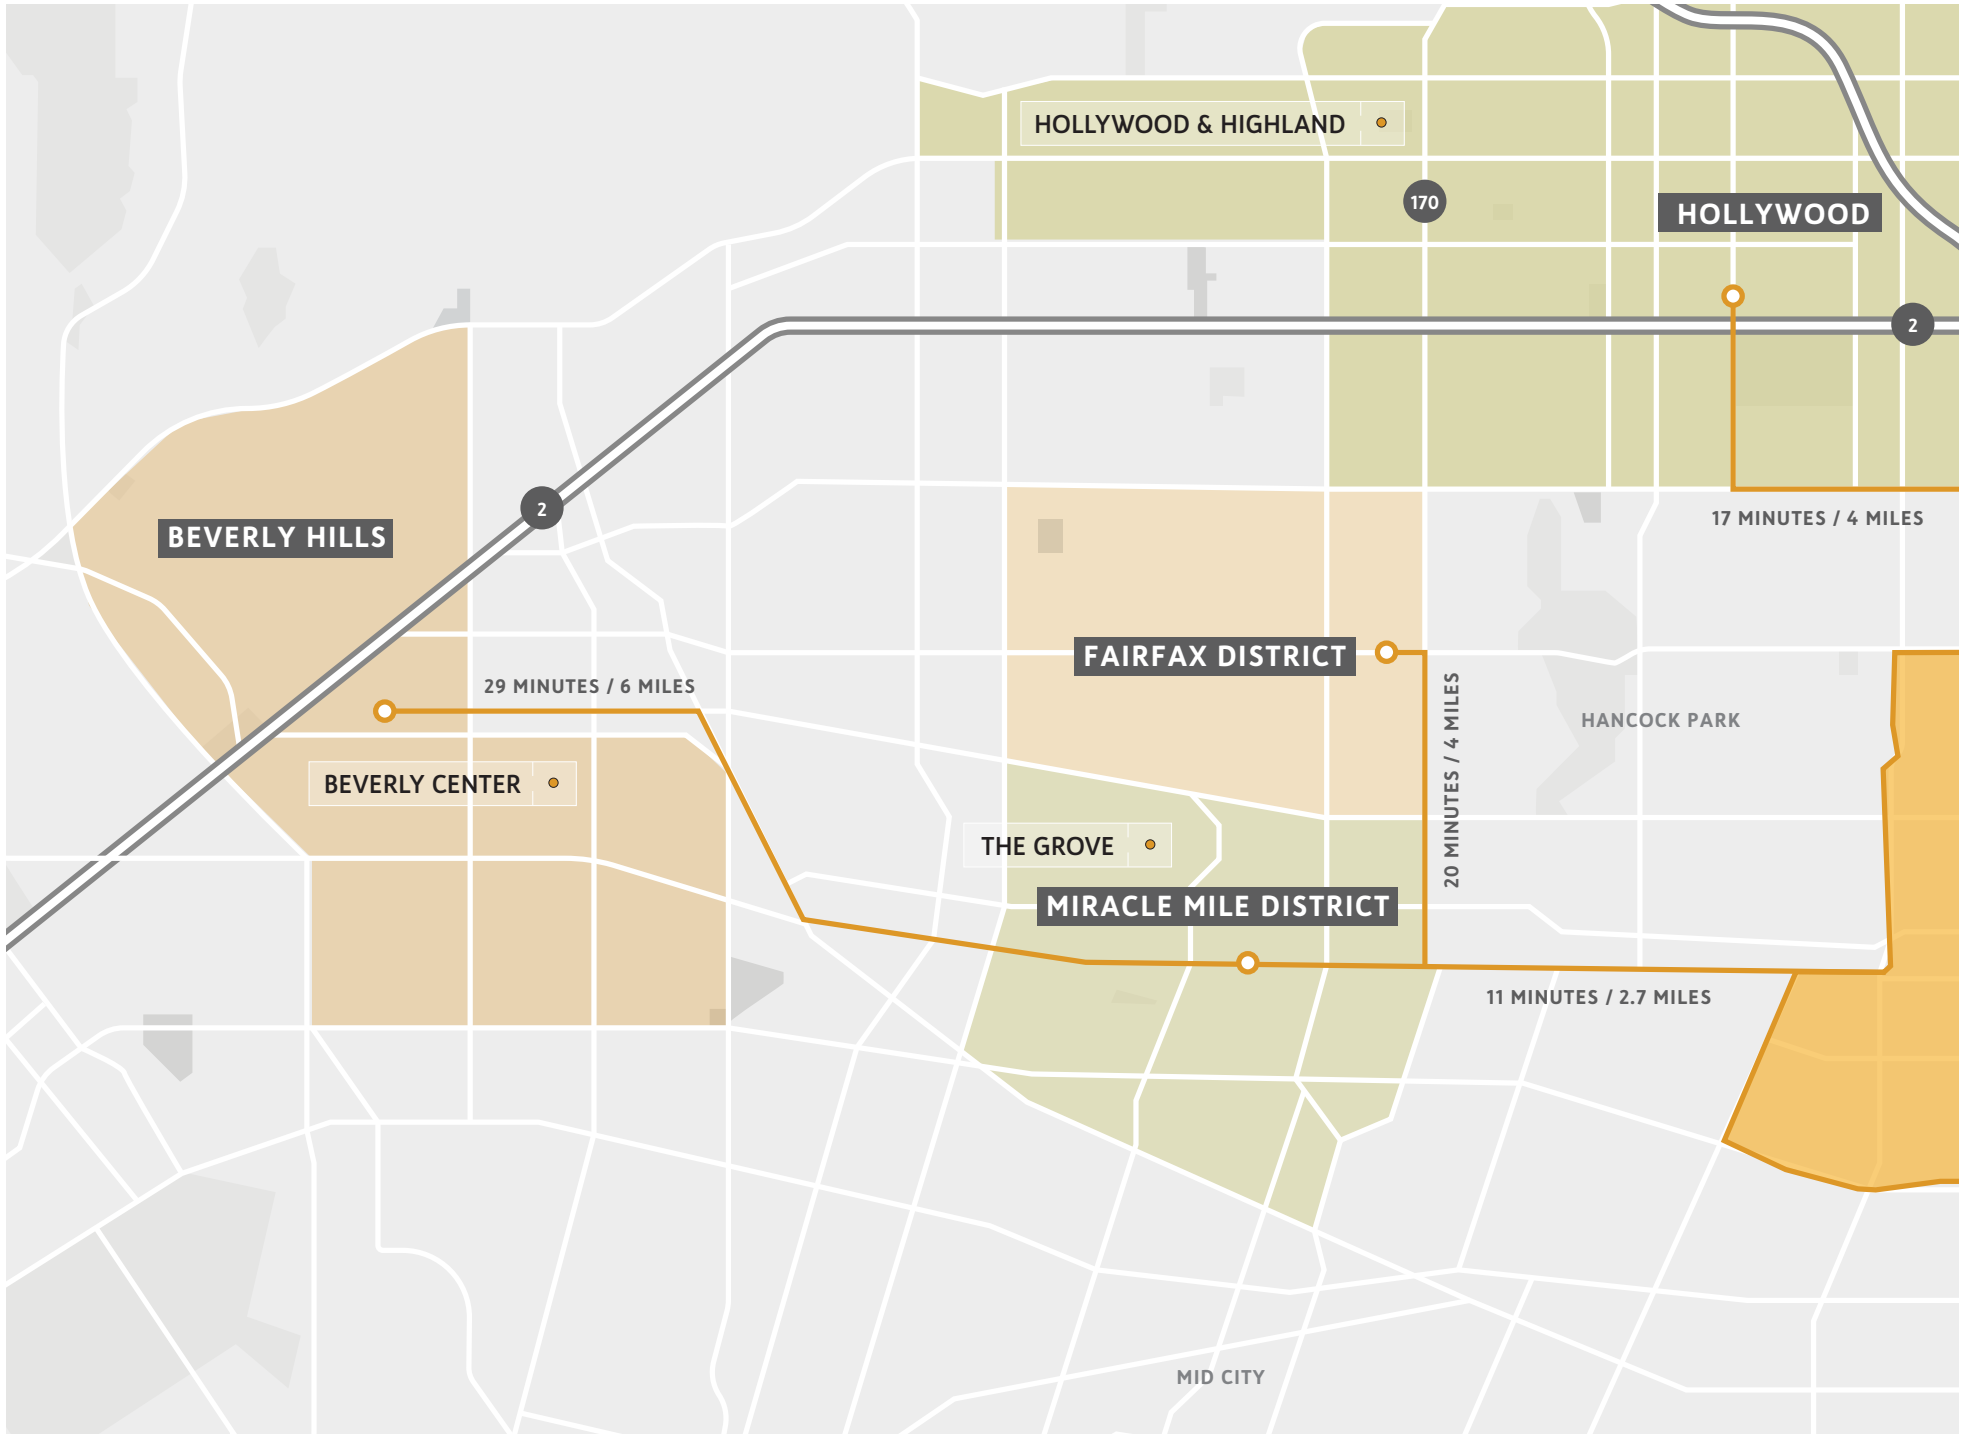 HOLLYWOOD & HIGHLAND
170
HOLLYWOOD
2
2
BEVERLY HILLS
17 MINUTES / 4 MILES
FAIRFAX DISTRICT
29 MINUTES / 6 MILES
20 MINUTES / 4 MILES
HANCOCK PARK
BEVERLY CENTER
THE GROVE
MIRACLE MILE DISTRICT
11 MINUTES / 2.7 MILES
MID CITY